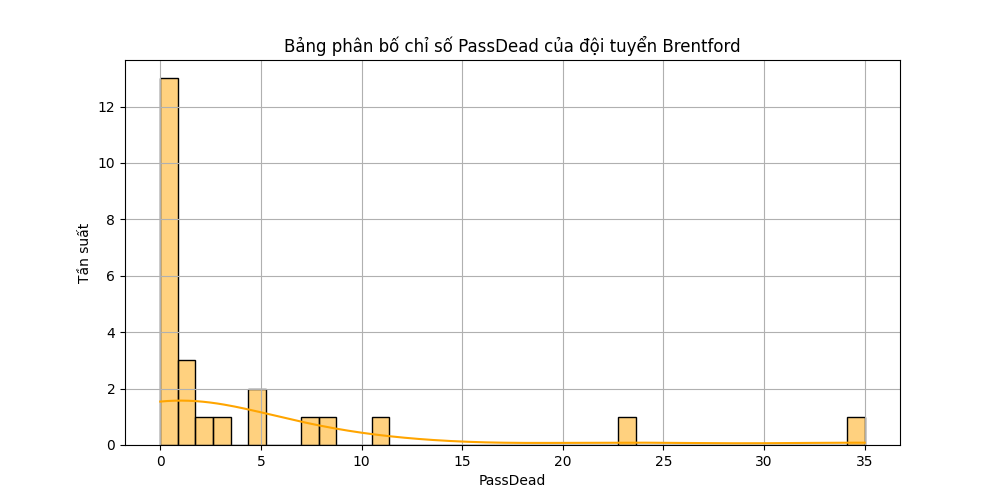 Bảng phân bố chỉ số PassDead của đội tuyển Brentford
Tần suất
12
10
8
6
4
2
0
0 5 10 15 20 25 30 35
PassDead